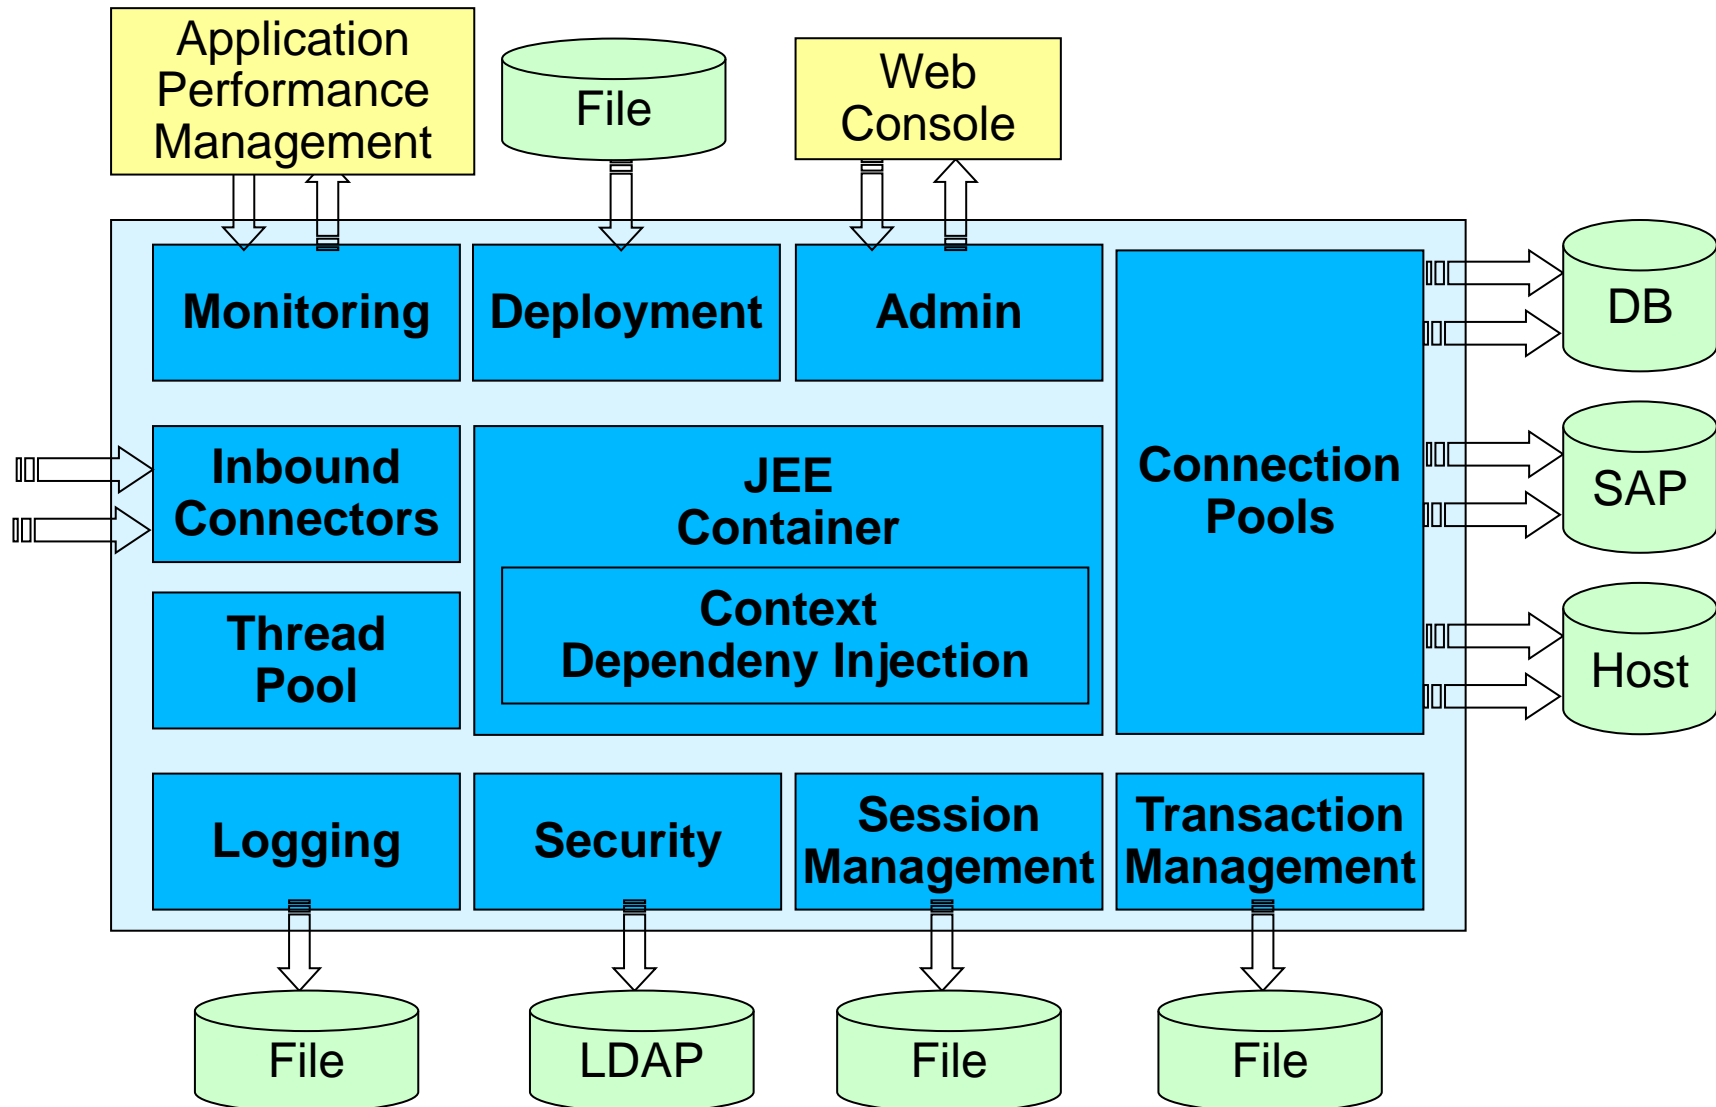 Application
Performance
Management
File
Web
Console
Monitoring
Deployment
Admin
DB
Inbound
Connectors
JEE
Container
Connection
Pools
SAP
Thread
Pool
Context
Dependeny Injection
Host
Logging
Security
Session
Management
Transaction
Management
File
LDAP
File
File